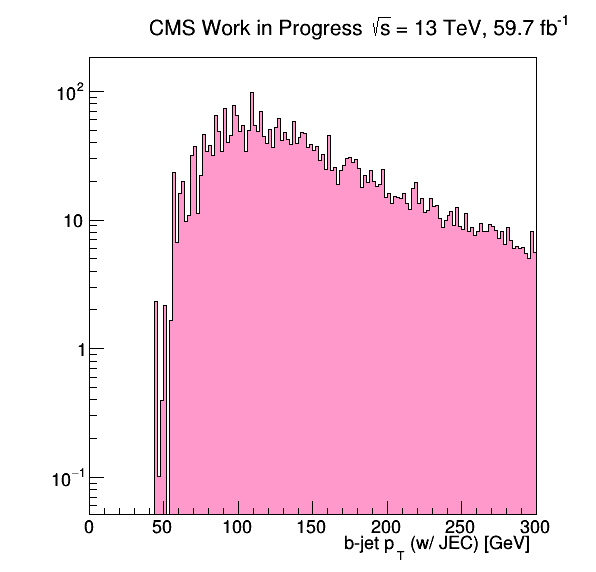 CMS Work in Progress √s = 13 TeV, 59.7 fb⁻¹
10²
10
1
10⁻¹
0 50 100 150 200 250 300
b-jet p_T (w/ JEC) [GeV]